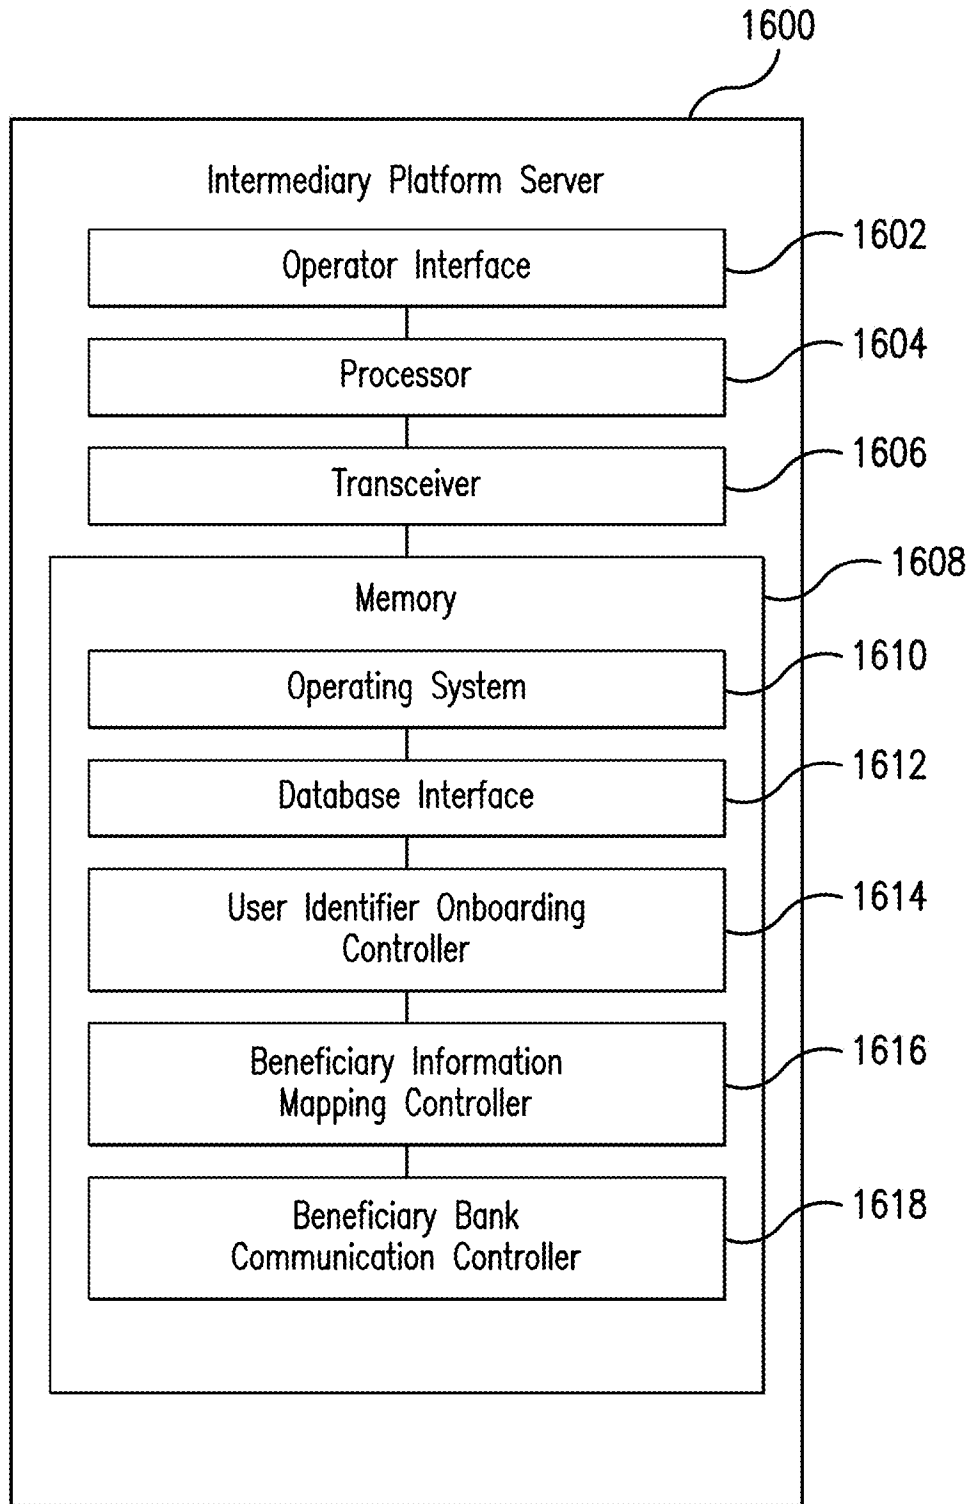 1600
Intermediary Platform Server
Operator Interface
1602
Processor
1604
Transceiver
1606
Memory
1608
Operating System
1610
Database Interface
1612
User Identifier Onboarding
Controller
1614
Beneficiary Information
Mapping Controller
1616
Beneficiary Bank
Communication Controller
1618